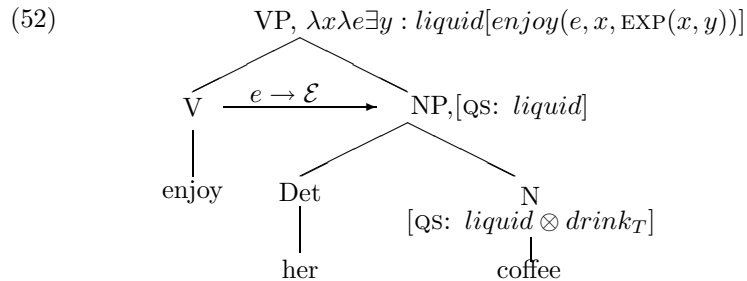 (52) VP, λxλe∃y : liquid[enjoy(e, x, EXP(x, y))]
V e → ℰ NP,[QS: liquid]
enjoy Det N
[QS: liquid ⊗ drink_T]
her coffee